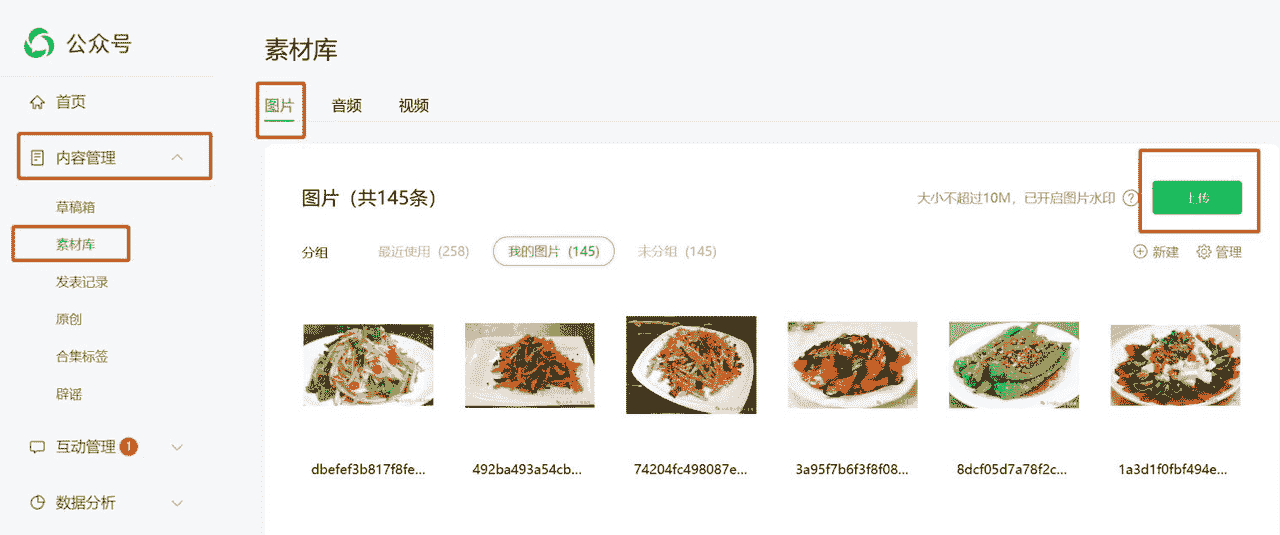 公众号
首页
内容管理
草稿箱
素材库
发表记录
原创
合集标签
辟谣
互动管理 1
数据分析
素材库
图片 音频 视频
图片（共145条）
大小不超过10M，已开启图片水印 ? 上传
分组 最近使用 (258) 我的图片 (145) 未分组 (145) 新建 管理
dbefef3b817f8fe... 492ba493a54cb... 74204fc498087e... 3a95f7b6f3f8f08... 8dcf05d7a78f2c... 1a3d1f0fbf494e...